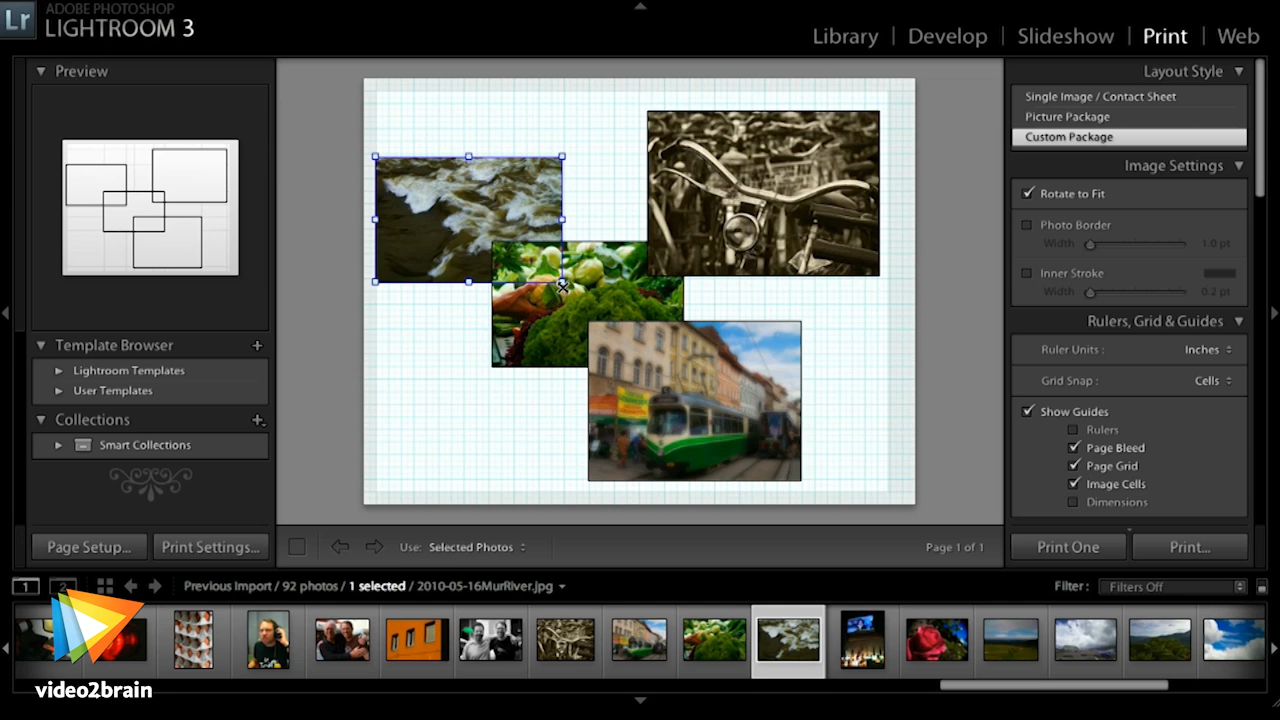 Lr
ADOBE PHOTOSHOP
LIGHTROOM 3
Library | Develop | Slideshow | Print | Web
Preview
Template Browser +
Lightroom Templates
User Templates
Collections +
Smart Collections
Page Setup... Print Settings...
Use: Selected Photos
Page 1 of 1
Layout Style
Single Image / Contact Sheet
Picture Package
Custom Package
Image Settings
Rotate to Fit
Photo Border
Width 1.0 pt
Inner Stroke
Width 0.2 pt
Rulers, Grid & Guides
Ruler Units : Inches
Grid Snap : Cells
Show Guides
Rulers
Page Bleed
Page Grid
Image Cells
Dimensions
Print One Print...
1 2 Previous Import / 92 photos / 1 selected / 2010-05-16MurRiver.jpg
Filter : Filters Off
video2brain